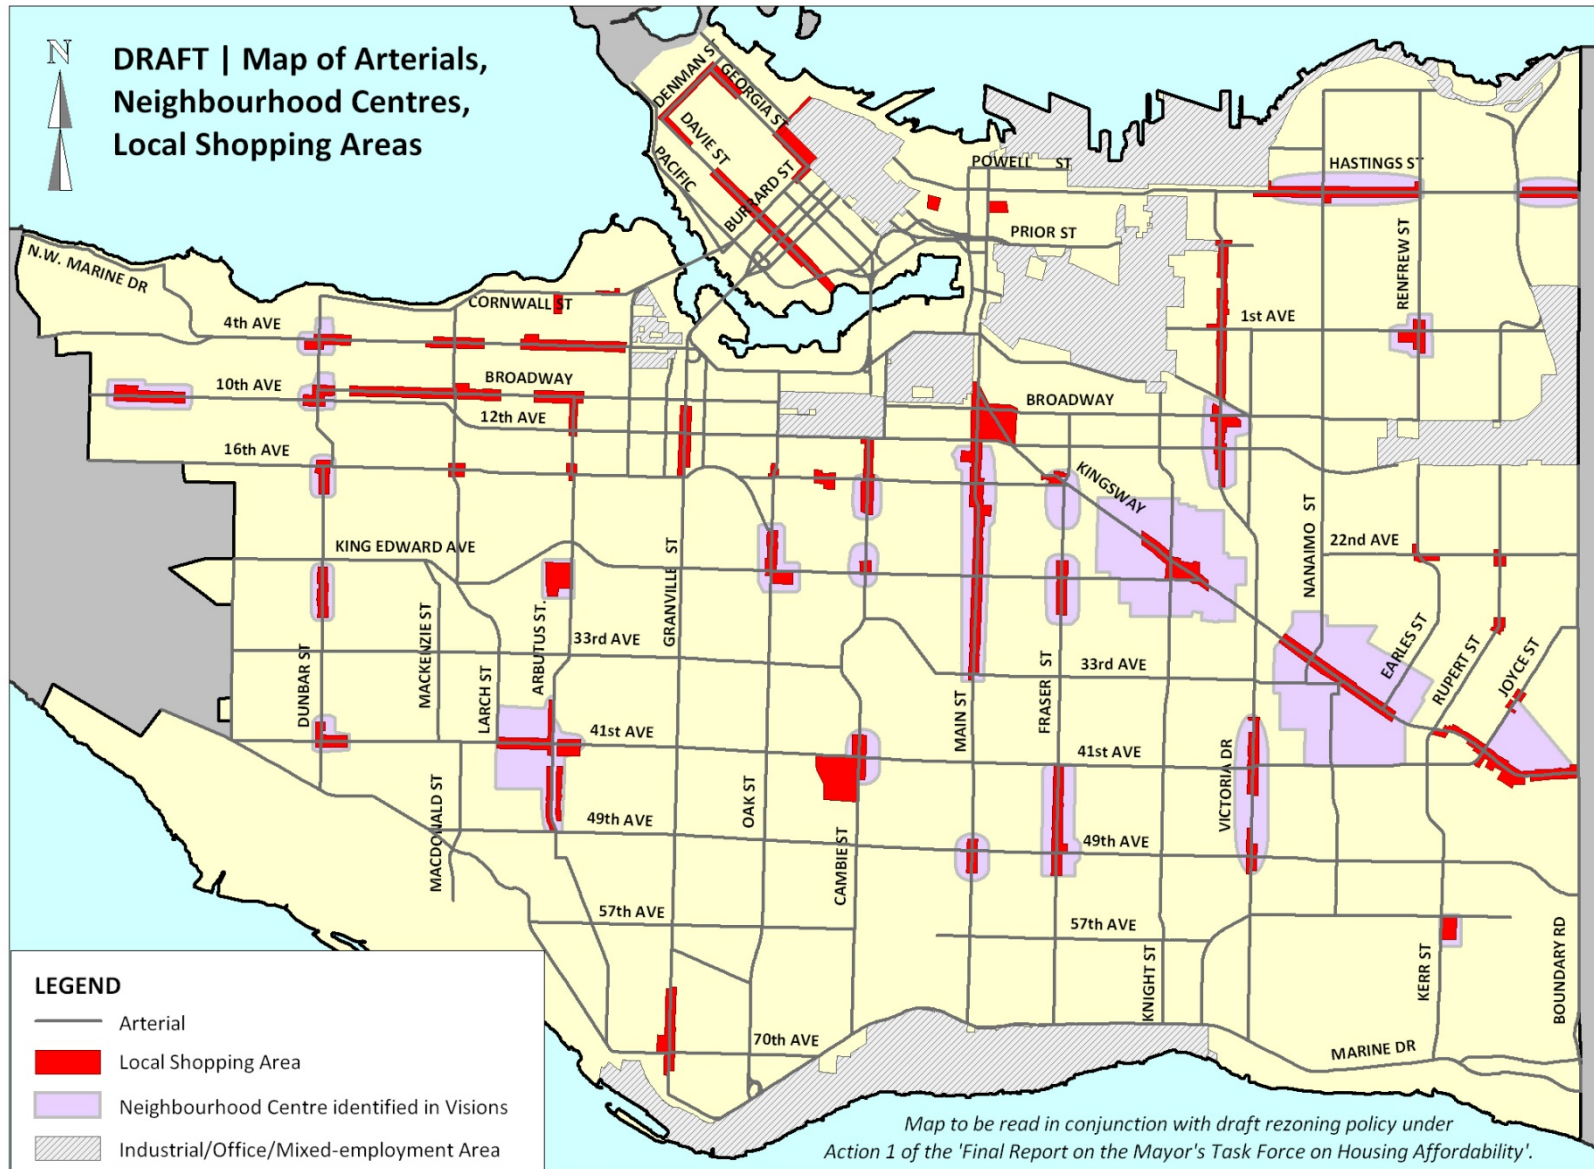 N
DRAFT | Map of Arterials,
Neighbourhood Centres,
Local Shopping Areas
DENMAN S
GEORGIA ST
DAVIE ST
PACIFIC
BURRARD ST
POWELL ST
HASTINGS ST
PRIOR ST
RENFREW ST
N.W. MARINE DR
CORNWALL ST
4th AVE
1st AVE
10th AVE
BROADWAY
BROADWAY
12th AVE
16th AVE
KINGSWAY
NANAIMO ST
22nd AVE
KING EDWARD AVE
GRANVILLE ST
MACKENZIE ST
ARBUTUS ST.
33rd AVE
33rd AVE
DUNBAR ST
LARCH ST
EARLES ST
RUPERT ST
JOYCE ST
MAIN ST
FRASER ST
41st AVE
41st AVE
VICTORIA DR
MACDONALD ST
OAK ST
49th AVE
49th AVE
CAMBIE ST
57th AVE
57th AVE
KNIGHT ST
KERR ST
BOUNDARY RD
70th AVE
MARINE DR
LEGEND
Arterial
Local Shopping Area
Neighbourhood Centre identified in Visions
Industrial/Office/Mixed-employment Area
Map to be read in conjunction with draft rezoning policy under
Action 1 of the 'Final Report on the Mayor's Task Force on Housing Affordability'.